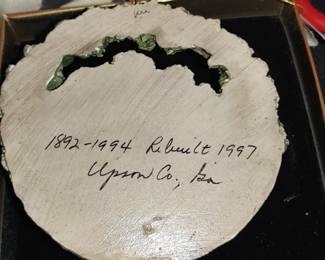 1892-1994 Rebuilt 1997
Upson Co., Ga